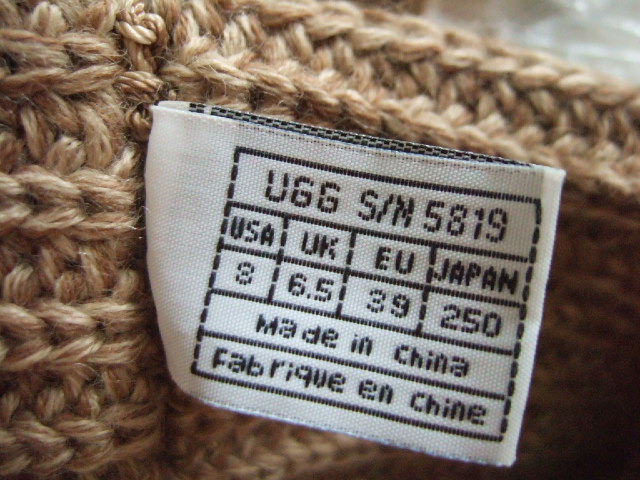 UGG S/N 5819
USA UK EU JAPAN
8 6.5 39 250
Made in China
Fabrique en Chine